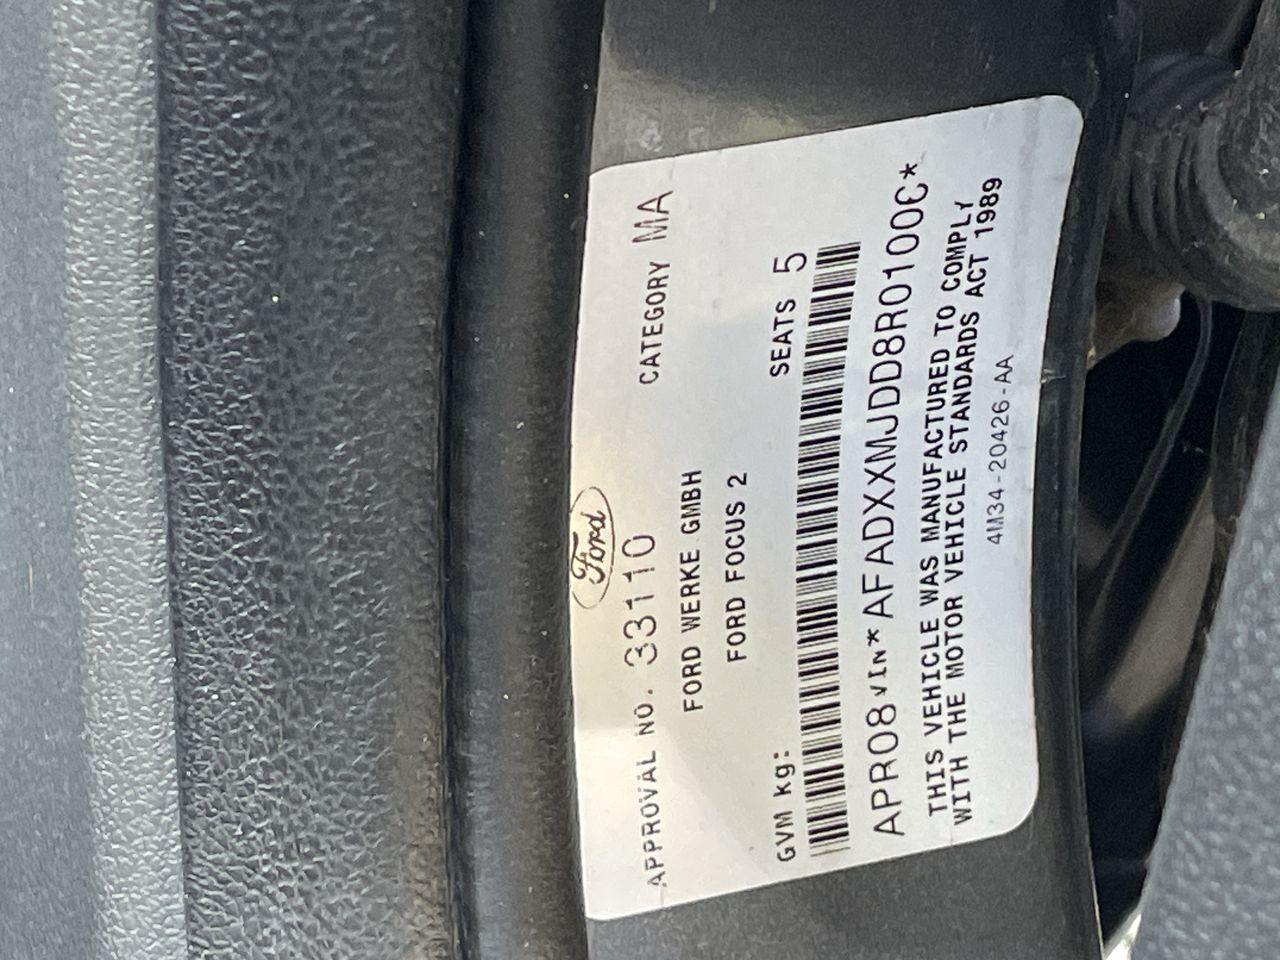 Ford
APPROVAL NO. 33110 CATEGORY MA
FORD WERKE GMBH
FORD FOCUS 2
GVM kg: SEATS 5
APR08 VIN*AFADXXMJDD8R0100C*
THIS VEHICLE WAS MANUFACTURED TO COMPLY
WITH THE MOTOR VEHICLE STANDARDS ACT 1989
4M34-20426-AA